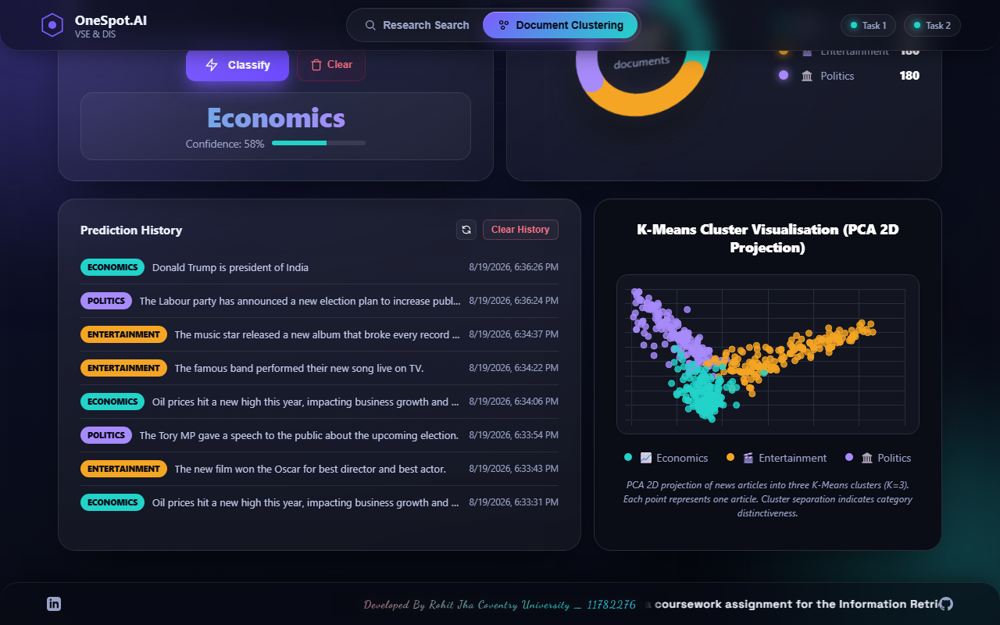 OneSpot.AI
VSE & DIS
Research Search
Document Clustering
Task 1
Task 2
Classify
Clear
Economics
Confidence: 58%
documents
Entertainment 180
Politics 180
Prediction History
Clear History
ECONOMICS Donald Trump is president of India 8/19/2026, 6:36:26 PM
POLITICS The Labour party has announced a new election plan to increase publ... 8/19/2026, 6:36:24 PM
ENTERTAINMENT The music star released a new album that broke every record ... 8/19/2026, 6:34:37 PM
ENTERTAINMENT The famous band performed their new song live on TV. 8/19/2026, 6:34:22 PM
ECONOMICS Oil prices hit a new high this year, impacting business growth and ... 8/19/2026, 6:34:06 PM
POLITICS The Tory MP gave a speech to the public about the upcoming election. 8/19/2026, 6:33:54 PM
ENTERTAINMENT The new film won the Oscar for best director and best actor. 8/19/2026, 6:33:43 PM
ECONOMICS Oil prices hit a new high this year, impacting business growth and ... 8/19/2026, 6:33:31 PM
K-Means Cluster Visualisation (PCA 2D
Projection)
Economics
Entertainment
Politics
PCA 2D projection of news articles into three K-Means clusters (K=3).
Each point represents one article. Cluster separation indicates category
distinctiveness.
in
Developed By Rohit Jha Coventry University _ 11782276
a coursework assignment for the Information Retri